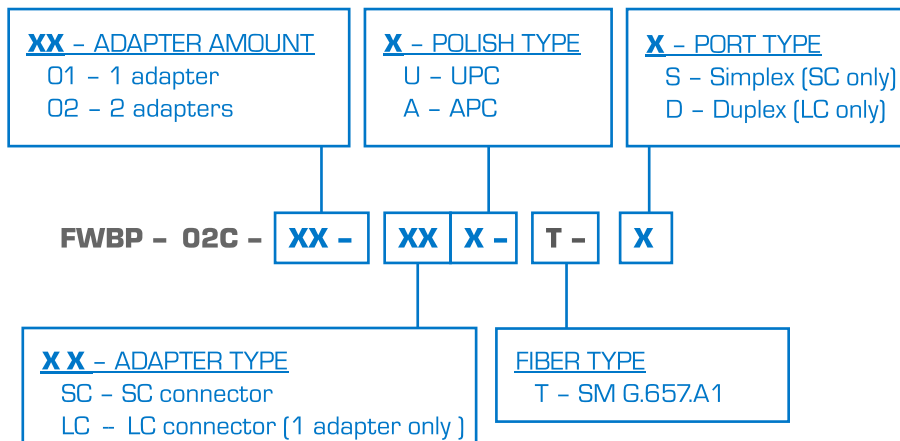 XX – ADAPTER AMOUNT
01 – 1 adapter
02 – 2 adapters
X – POLISH TYPE
U – UPC
A – APC
X – PORT TYPE
S – Simplex (SC only)
D – Duplex (LC only)
FWBP – 02C – XX – XX X – T – X
X X – ADAPTER TYPE
SC – SC connector
LC – LC connector (1 adapter only )
FIBER TYPE
T – SM G.657.A1